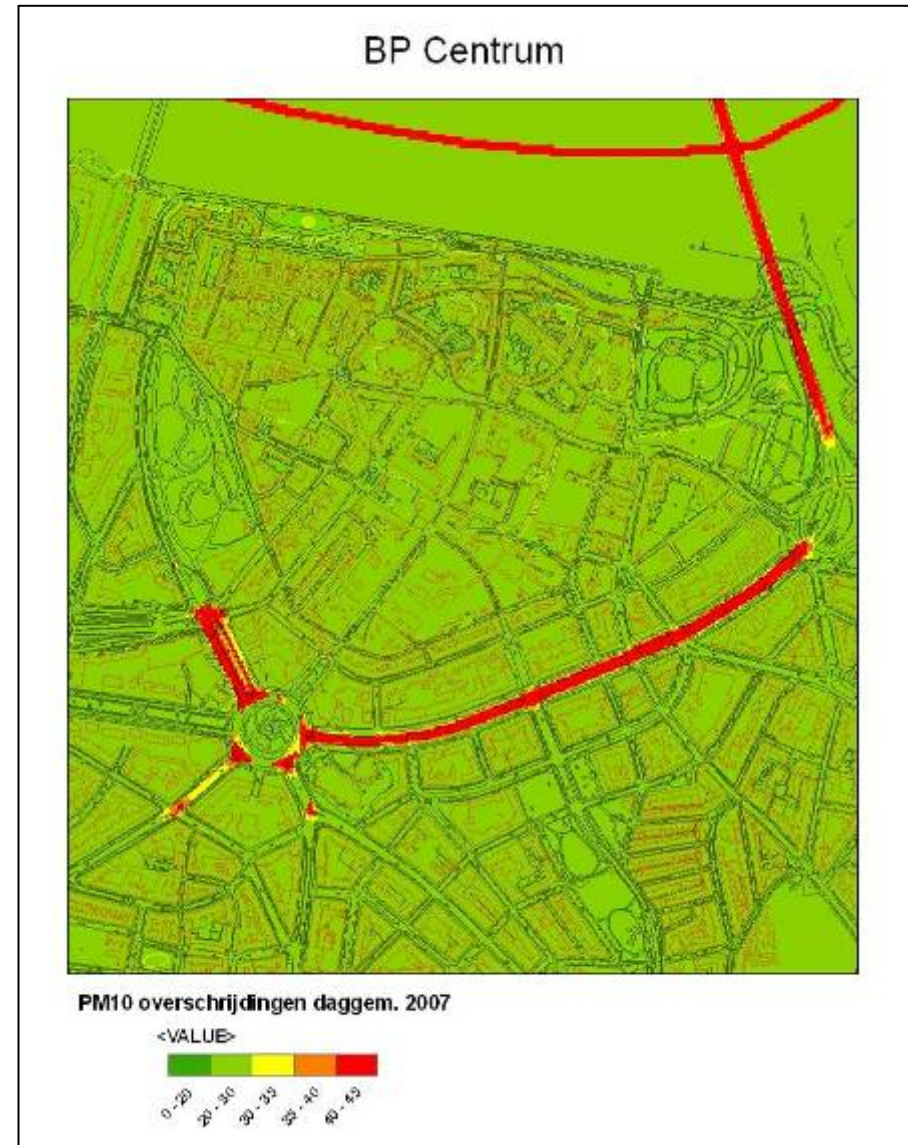 BP Centrum
PM10 overschrijdingen daggem. 2007
<VALUE>
0 - 20
20 - 30
30 - 35
35 - 40
40 - 45